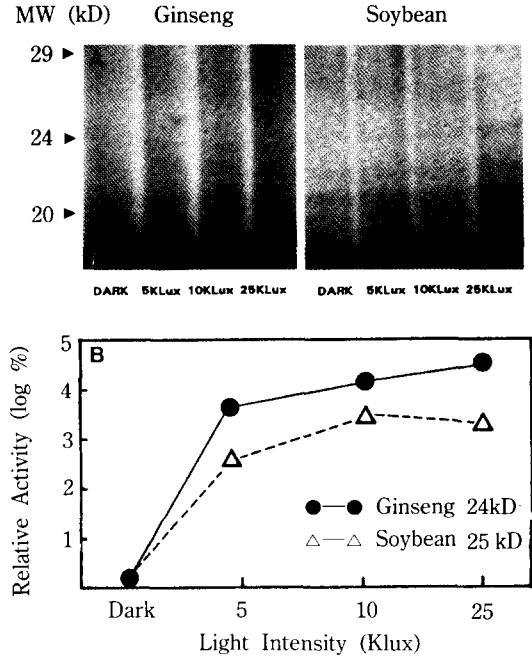 MW (kD) Ginseng Soybean
29 ►
24 ►
20 ►
DARK 5KLux 10KLux 25KLux DARK 5KLux 10KLux 25KLux
B
5
4
3
2
1
Relative Activity (log %)
Ginseng 24kD
Soybean 25 kD
Dark 5 10 25
Light Intensity (Klux)